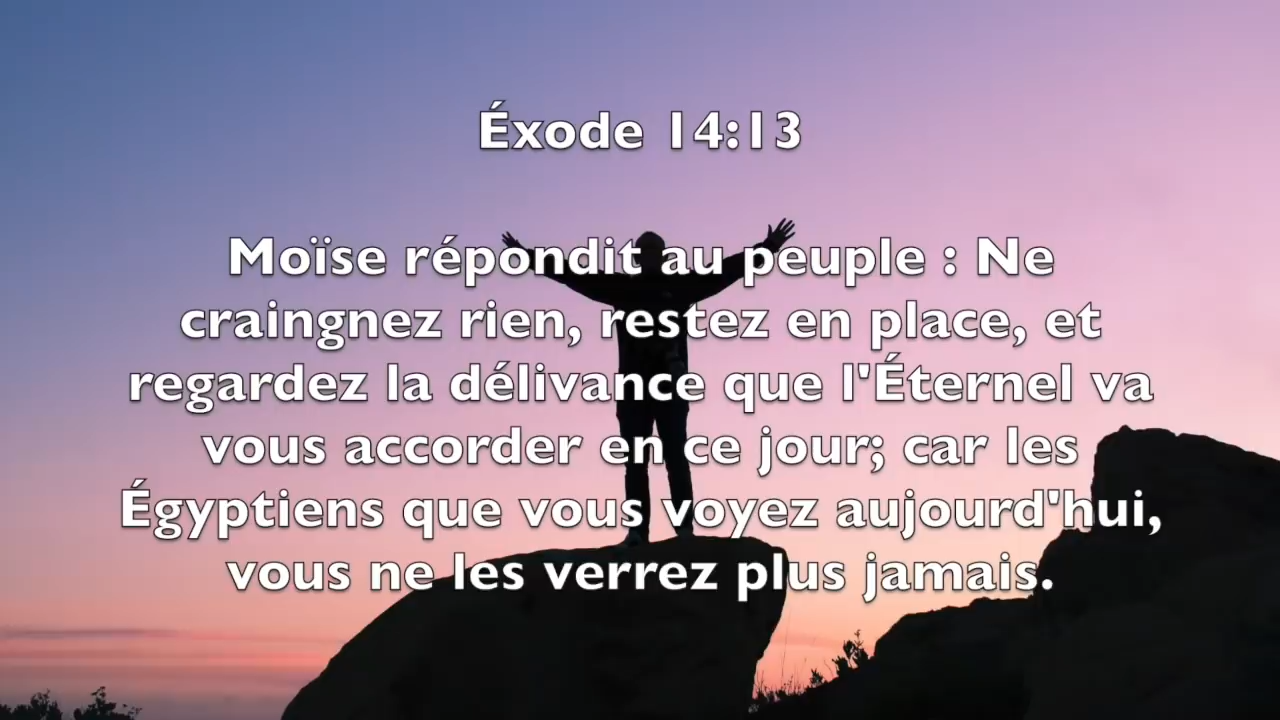 Éxode 14:13
Moïse répondit au peuple : Ne
craingnez rien, restez en place, et
regardez la délivance que l'Éternel va
vous accorder en ce jour; car les
Égyptiens que vous voyez aujourd'hui,
vous ne les verrez plus jamais.